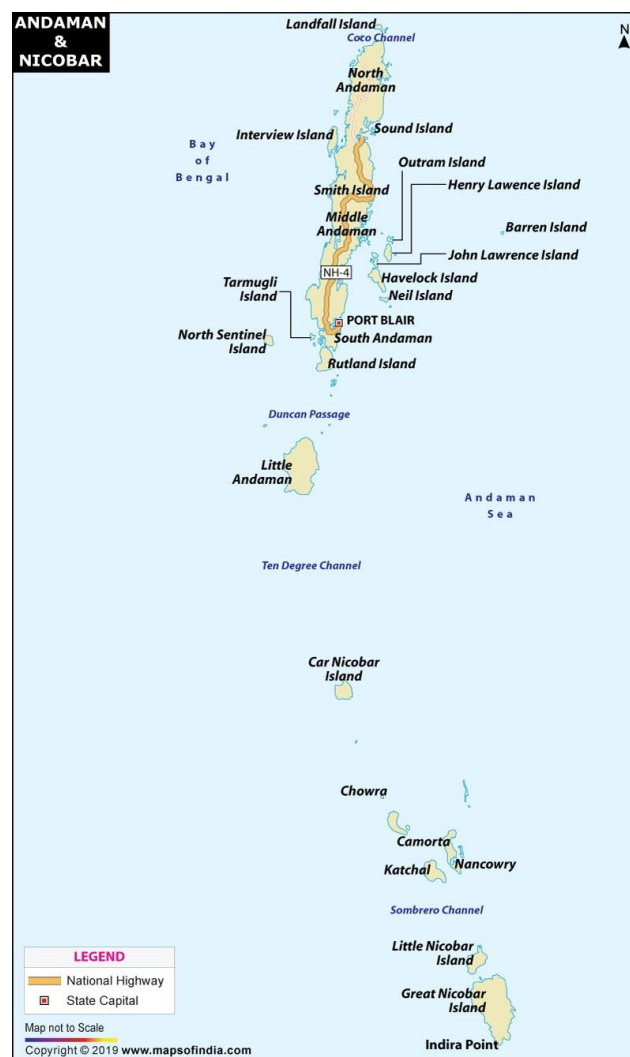 ANDAMAN
&
NICOBAR
N
Landfall Island
Coco Channel
North
Andaman
Sound Island
Interview Island
Bay
of
Bengal
Outram Island
Henry Lawence Island
Smith Island
Middle
Andaman
Barren Island
John Lawrence Island
NH-4
Havelock Island
Tarmugli
Island
Neil Island
PORT BLAIR
North Sentinel
Island
South Andaman
Rutland Island
Duncan Passage
Little
Andaman
Andaman
Sea
Ten Degree Channel
Car Nicobar
Island
Chowra
Camorta
Katchal
Nancowry
Sombrero Channel
Little Nicobar
Island
Great Nicobar
Island
Indira Point
LEGEND
National Highway
State Capital
Map not to Scale
Copyright © 2019 www.mapsofindia.com